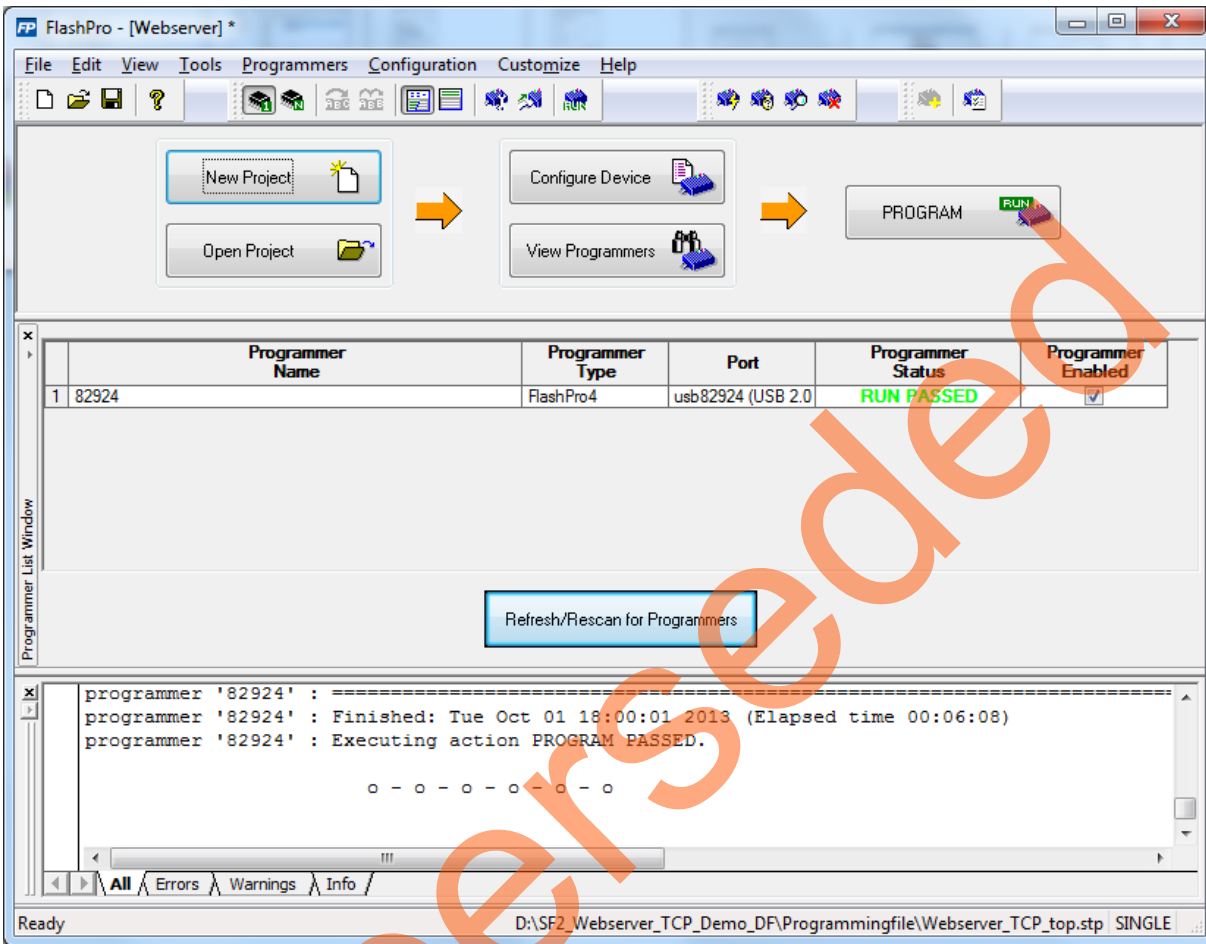 FP FlashPro - [Webserver] *
File Edit View Tools Programmers Configuration Customize Help
New Project
Open Project
Configure Device
View Programmers
PROGRAM
RUN
Programmer Name
Programmer Type
Port
Programmer Status
Programmer Enabled
1 82924 FlashPro4 usb82924 (USB 2.0 RUN PASSED
Programmer List Window
Refresh/Rescan for Programmers
programmer '82924' : =======================================================================
programmer '82924' : Finished: Tue Oct 01 18:00:01 2013 (Elapsed time 00:06:08)
programmer '82924' : Executing action PROGRAM PASSED.
o - o - o - o - o - o
All Errors Warnings Info
Ready D:\SF2_Webserver_TCP_Demo_DF\Programmingfile\Webserver_TCP_top.stp SINGLE
erseded